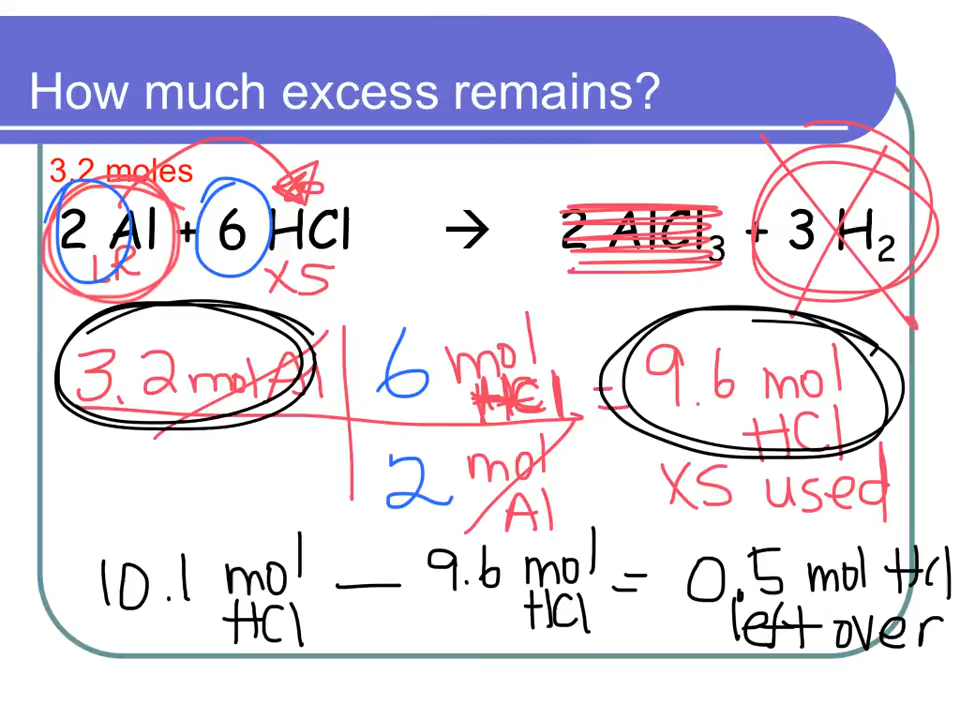 How much excess remains?
3.2 moles
2 Al + 6 HCl → 2 AlCl3 + 3 H2
LR XS
3.2 mol Al 6 mol HCl = 9.6 mol HCl
2 mol Al XS used
10.1 mol HCl — 9.6 mol HCl = 0.5 mol HCl
left over